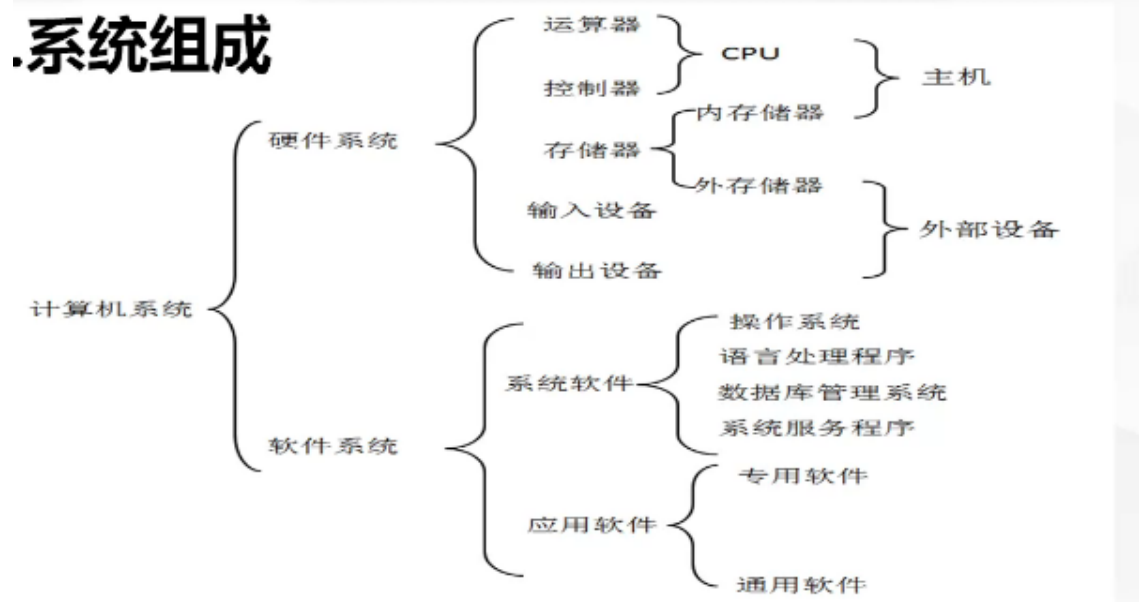 .系统组成
运算器
CPU
控制器
主机
内存储器
硬件系统
存储器
外存储器
输入设备
外部设备
输出设备
计算机系统
操作系统
语言处理程序
系统软件
数据库管理系统
系统服务程序
软件系统
专用软件
应用软件
通用软件